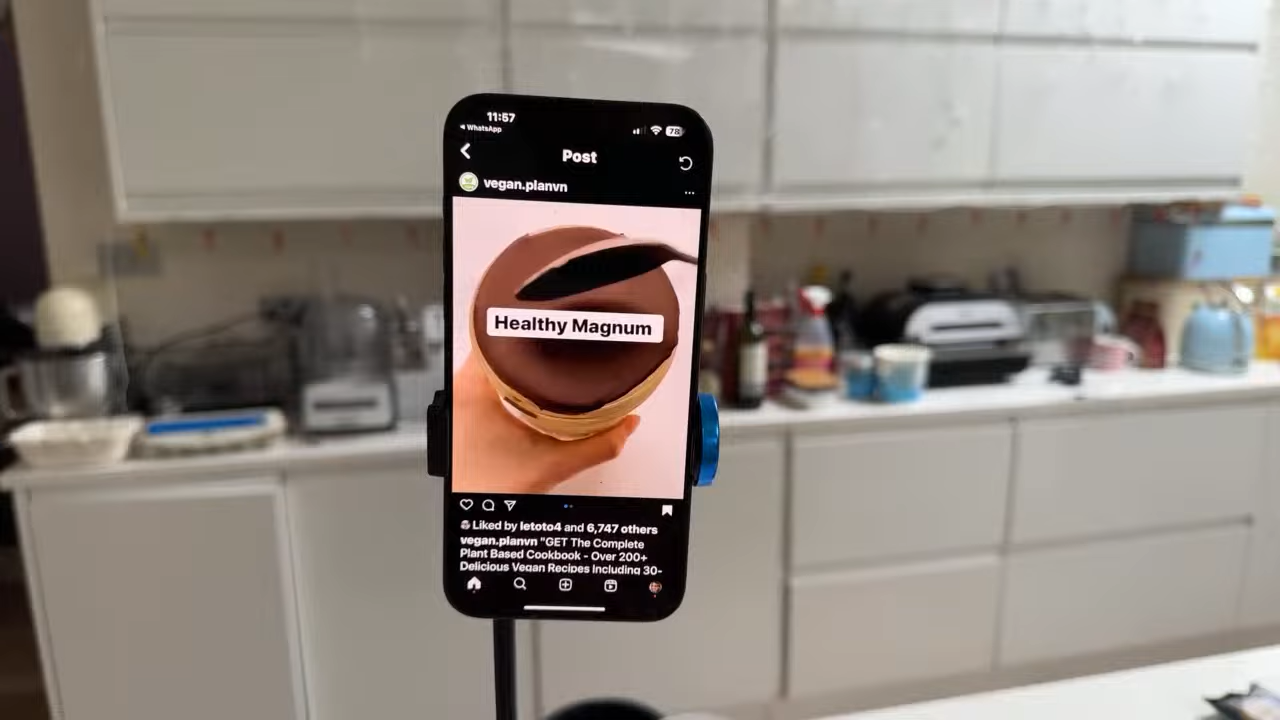 11:57
WhatsApp
78
Post
vegan.planvn
Healthy Magnum
Liked by letoto4 and 6,747 others
vegan.planvn "GET The Complete
Plant Based Cookbook - Over 200+
Delicious Vegan Recipes Including 30-